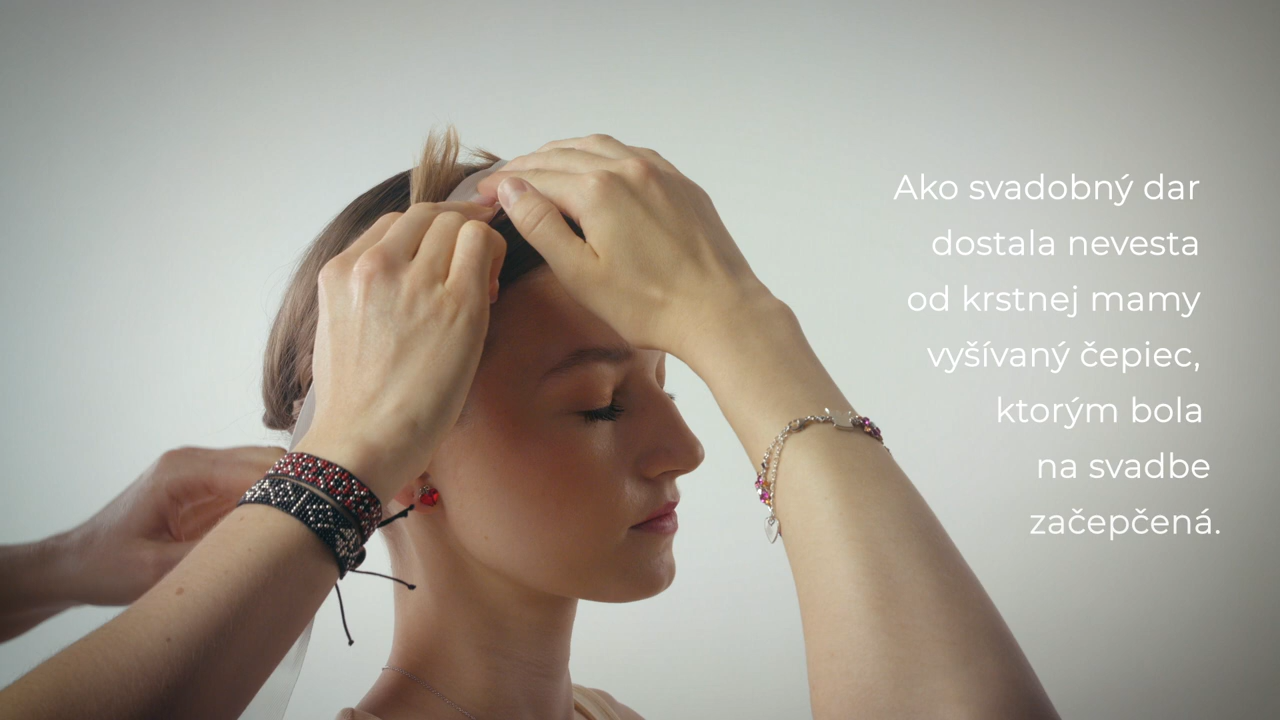 Ako svadobný dar
dostala nevesta
od krstnej mamy
vyšívaný čepiec,
ktorým bola
na svadbe
začepčená.